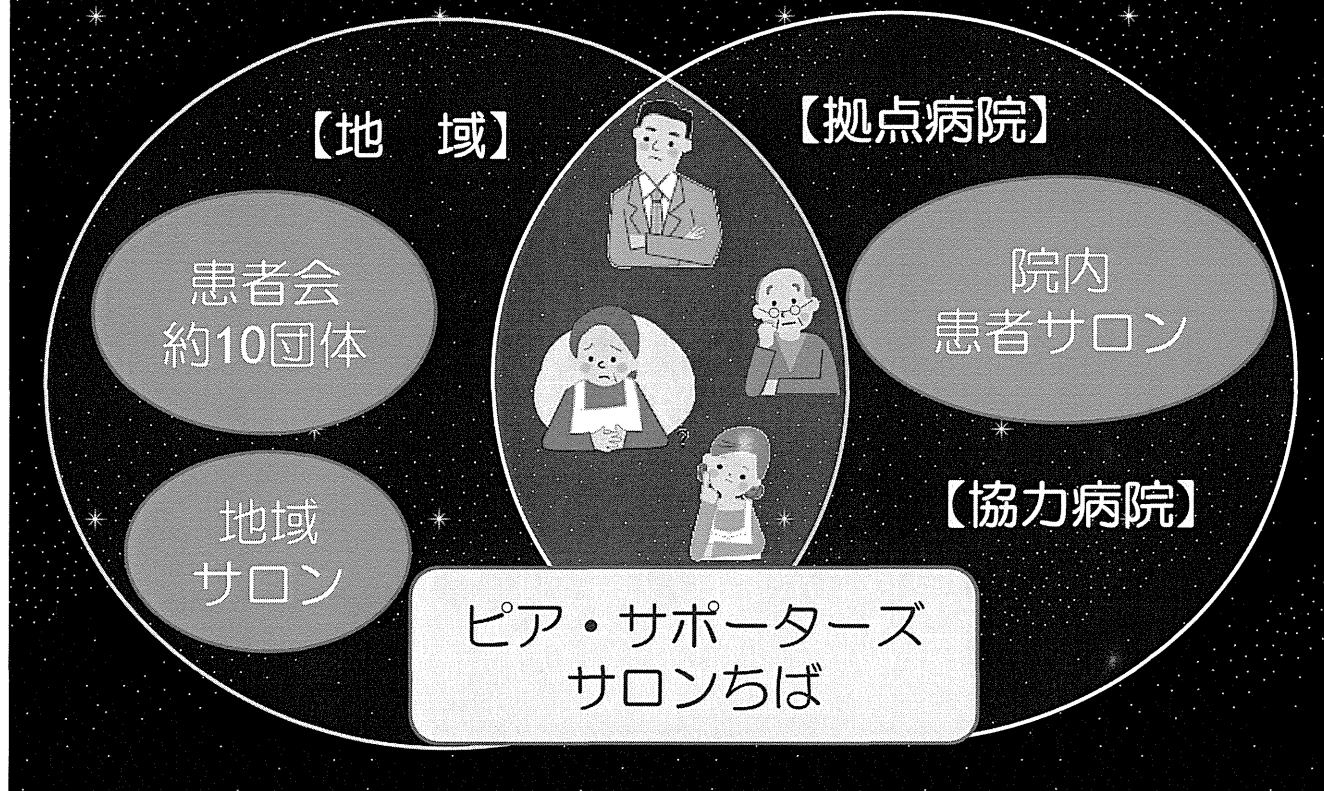 【地　域】
患者会
約10団体
地域
サロン
【拠点病院】
院内
患者サロン
【協力病院】
ピア・サポーターズ
サロンちば